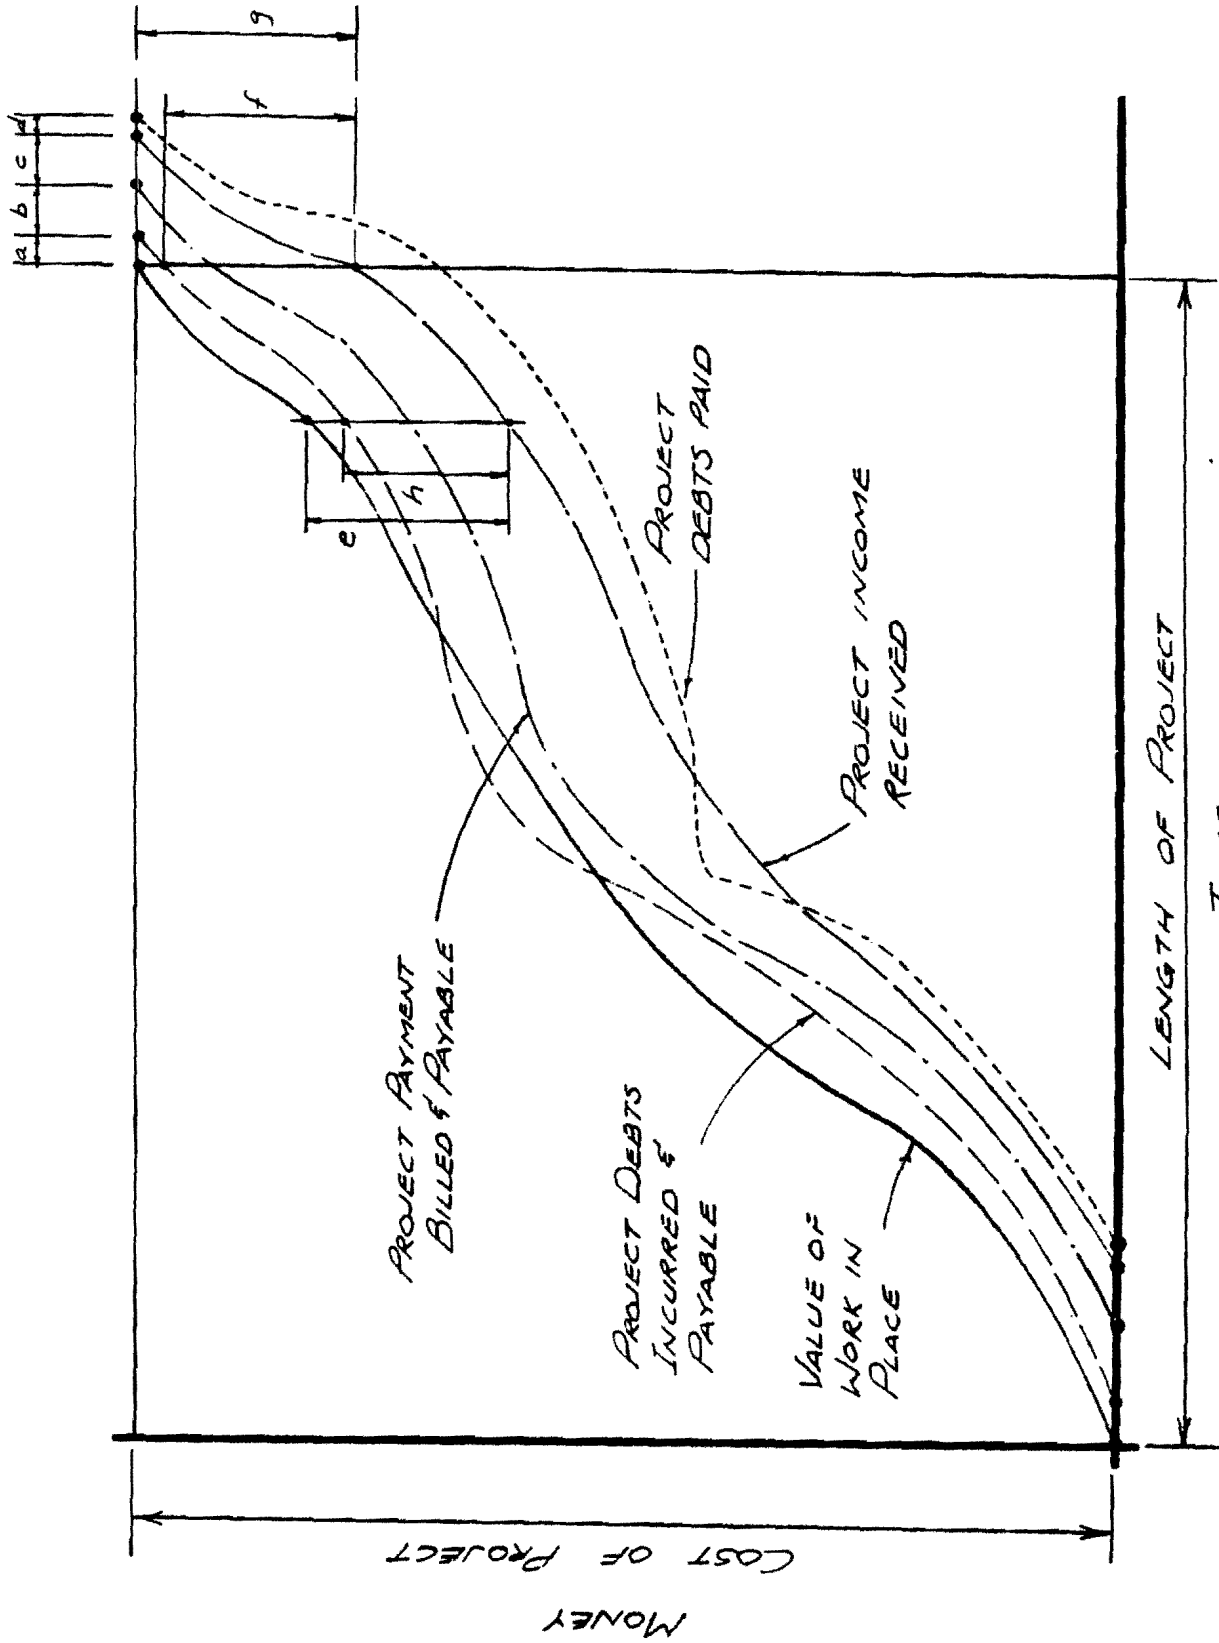 a b c d
g
f
e
h
PROJECT PAYMENT
BILLED & PAYABLE
PROJECT DEBTS
INCURRED &
PAYABLE
VALUE OF
WORK IN
PLACE
PROJECT
DEBTS PAID
PROJECT INCOME
RECEIVED
COST OF PROJECT
MONEY
LENGTH OF PROJECT